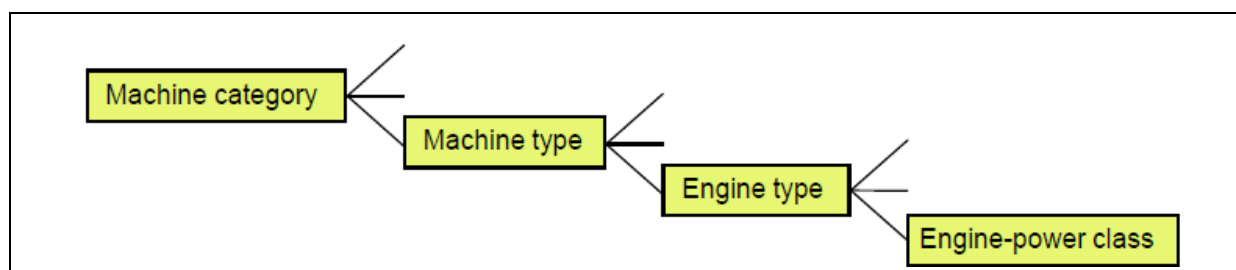 Machine category
Machine type
Engine type
Engine-power class